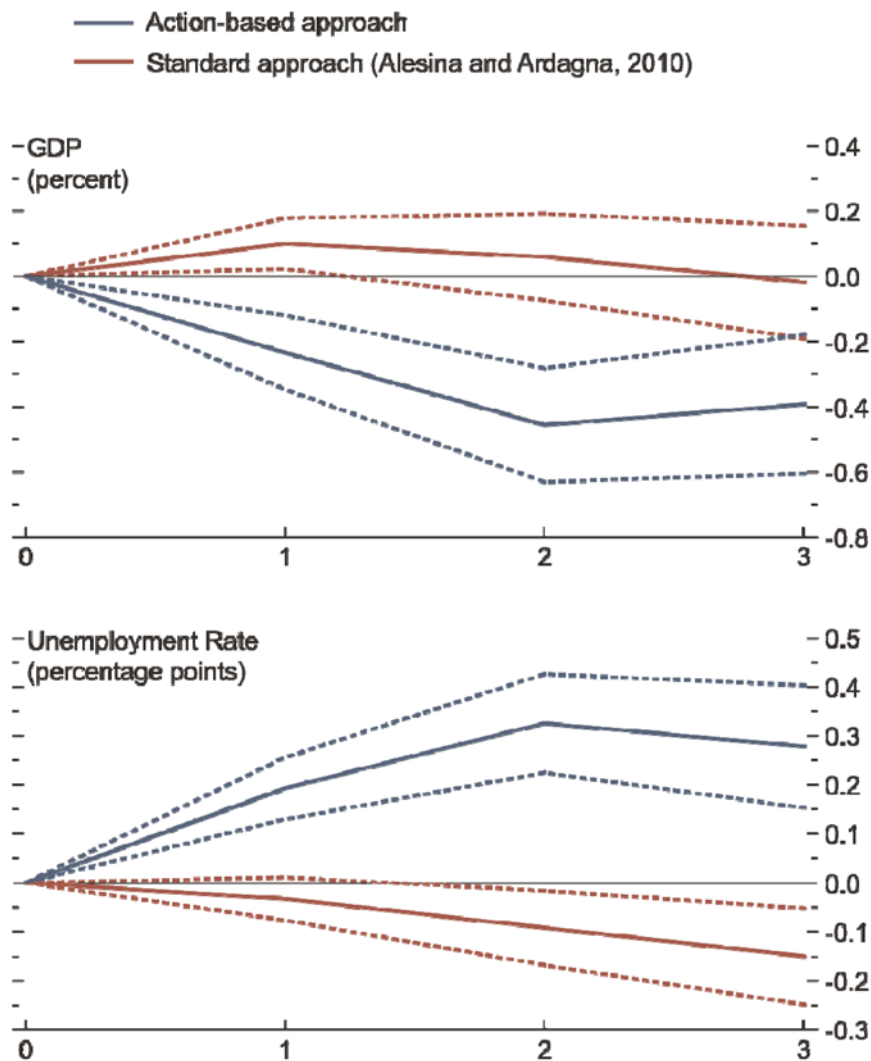 Action-based approach
Standard approach (Alesina and Ardagna, 2010)
GDP
(percent)
0.4
0.2
0.0
-0.2
-0.4
-0.6
-0.8
0 1 2 3
Unemployment Rate
(percentage points)
0.5
0.4
0.3
0.2
0.1
0.0
-0.1
-0.2
-0.3
0 1 2 3